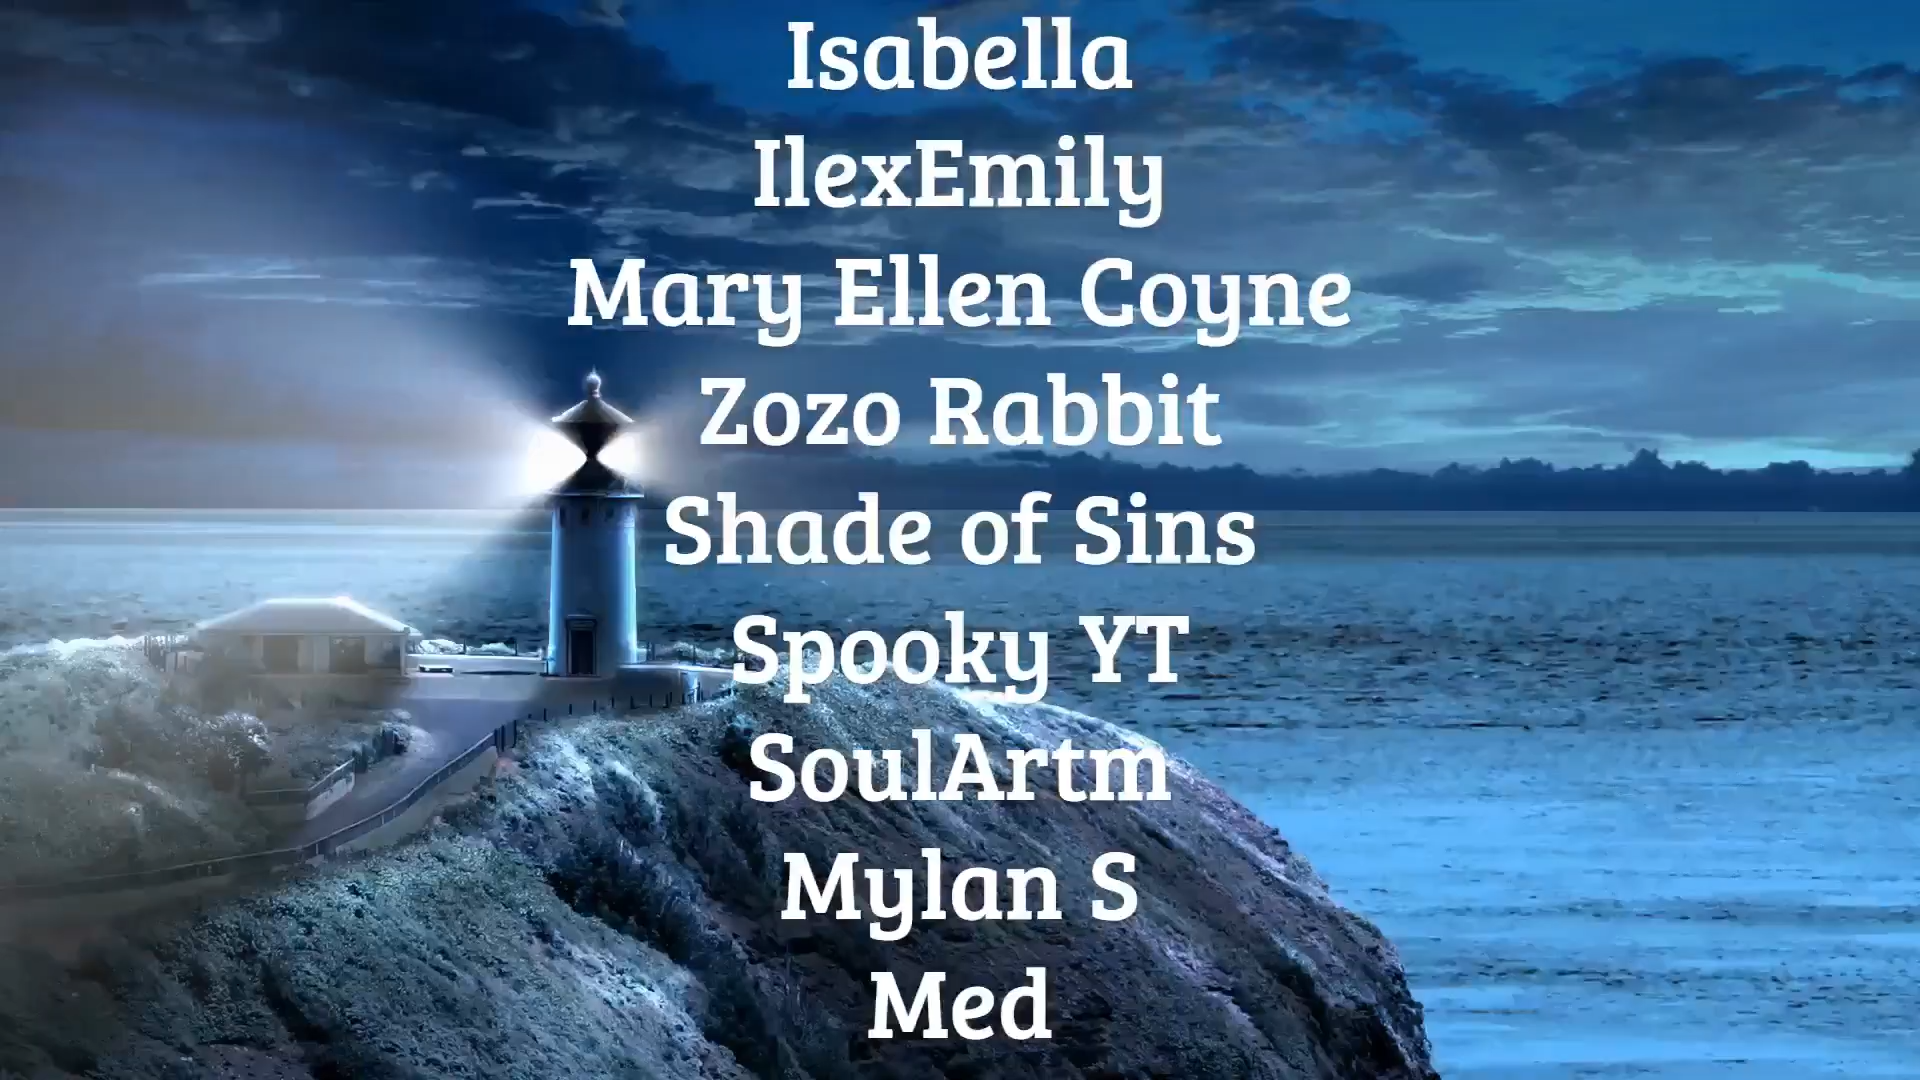 Isabella
IlexEmily
Mary Ellen Coyne
Zozo Rabbit
Shade of Sins
Spooky YT
SoulArtm
Mylan S
Med